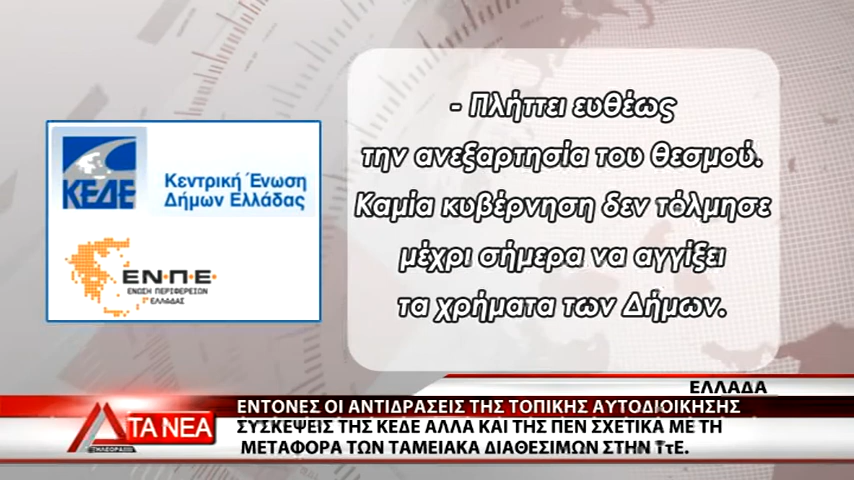 - Πλήττει ευθέως
την ανεξαρτησία του θεσμού.
Καμία κυβέρνηση δεν τόλμησε
μέχρι σήμερα να αγγίξει
τα χρήματα των Δήμων.
ΚΕΔΕ
Κεντρική Ένωση
Δήμων Ελλάδας
ΕΝ·Π·Ε
ΕΝΩΣΗ ΠΕΡΙΦΕΡΕΙΩΝ
ΕΛΛΑΔΑΣ
ΕΛΛΑΔΑ
ΕΝΤΟΝΕΣ ΟΙ ΑΝΤΙΔΡΑΣΕΙΣ ΤΗΣ ΤΟΠΙΚΗΣ ΑΥΤΟΔΙΟΙΚΗΣΗΣ
ΣΥΣΚΕΨΕΙΣ ΤΗΣ ΚΕΔΕ ΑΛΛΑ ΚΑΙ ΤΗΣ ΠΕΝ ΣΧΕΤΙΚΑ ΜΕ ΤΗ
ΜΕΤΑΦΟΡΑ ΤΩΝ ΤΑΜΕΙΑΚΑ ΔΙΑΘΕΣΙΜΩΝ ΣΤΗΝ ΤτΕ.
ΤΑ ΝΕΑ
ΤΗΛΕΟΡΑΣΗ